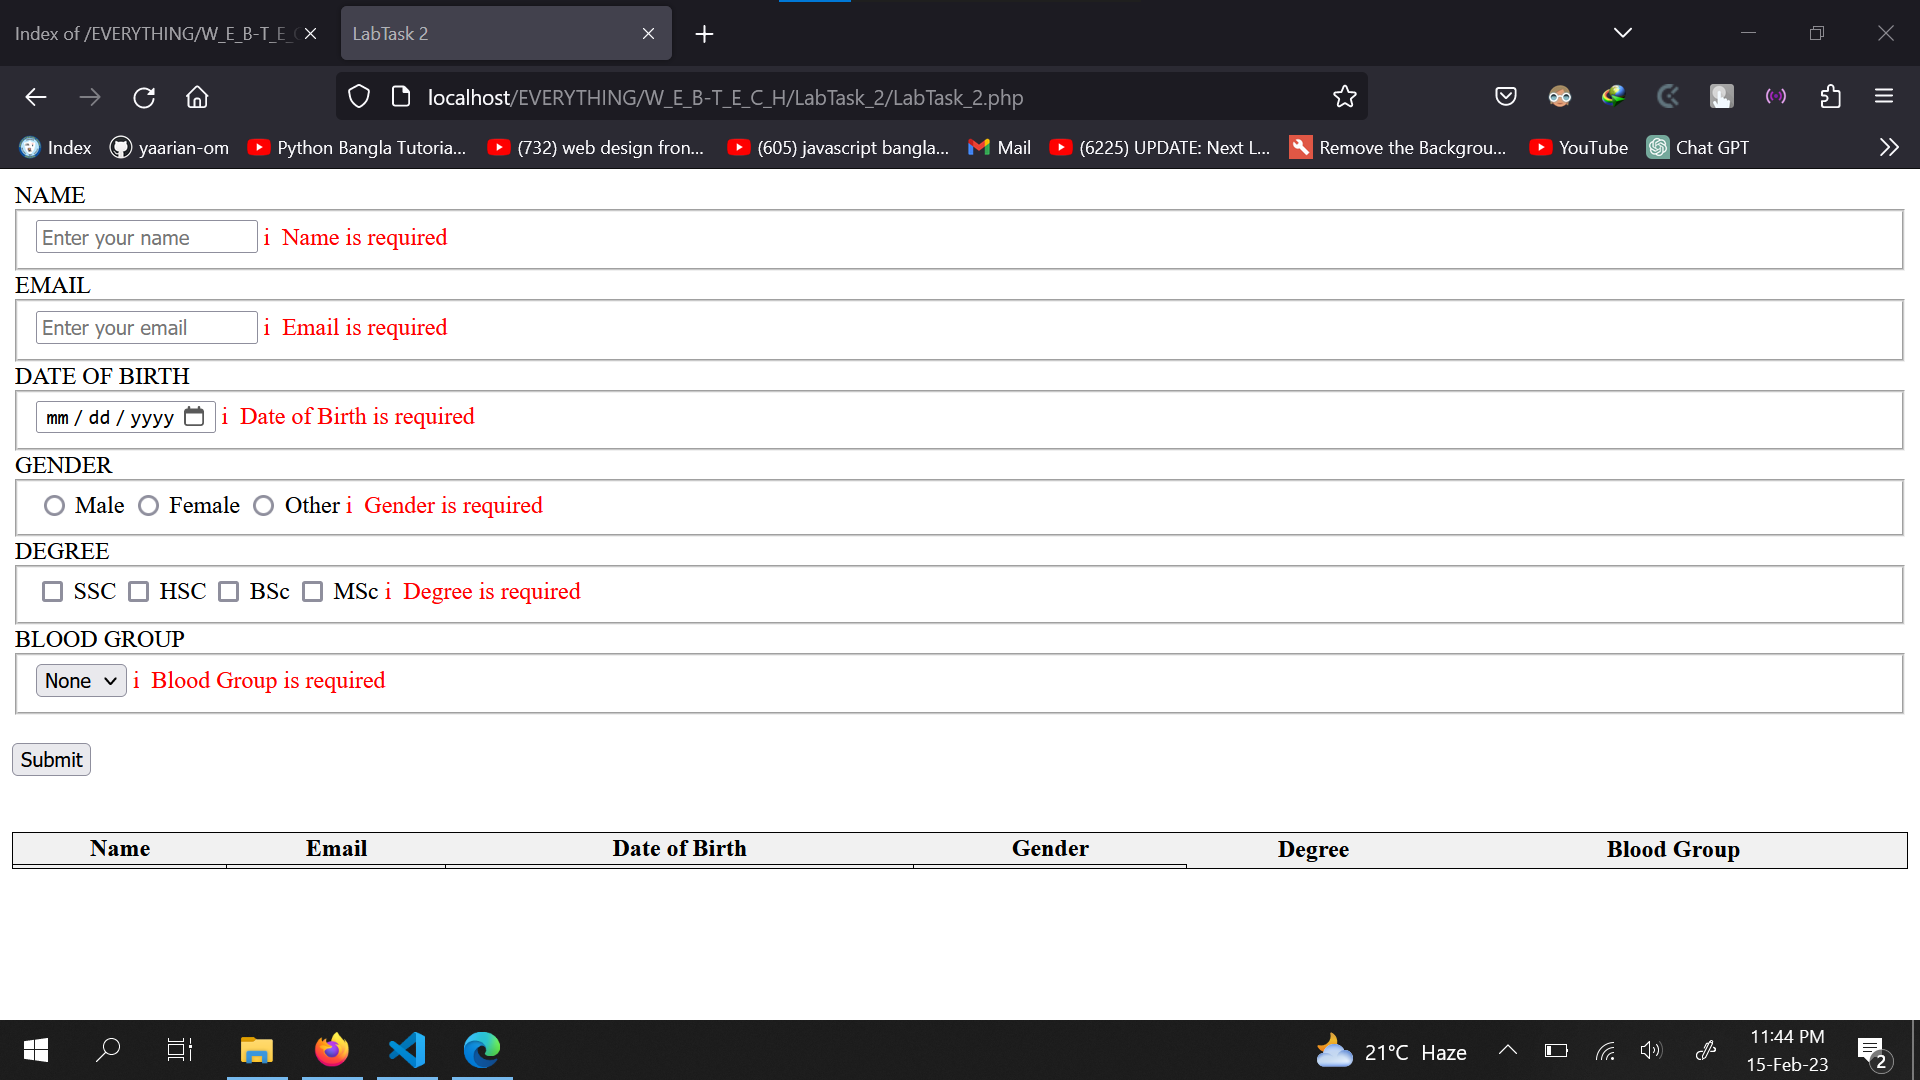 Index of /EVERYTHING/W_E_B-T_E_
LabTask 2
localhost/EVERYTHING/W_E_B-T_E_C_H/LabTask_2/LabTask_2.php
Index yaarian-om Python Bangla Tutoria... (732) web design fron... (605) javascript bangla... Mail (6225) UPDATE: Next L... Remove the Backgrou... YouTube Chat GPT
NAME
Enter your name i Name is required
EMAIL
Enter your email i Email is required
DATE OF BIRTH
mm / dd / yyyy i Date of Birth is required
GENDER
Male Female Other i Gender is required
DEGREE
SSC HSC BSc MSc i Degree is required
BLOOD GROUP
None i Blood Group is required
Submit
Name Email Date of Birth Gender Degree Blood Group
21°C Haze
11:44 PM
15-Feb-23
2